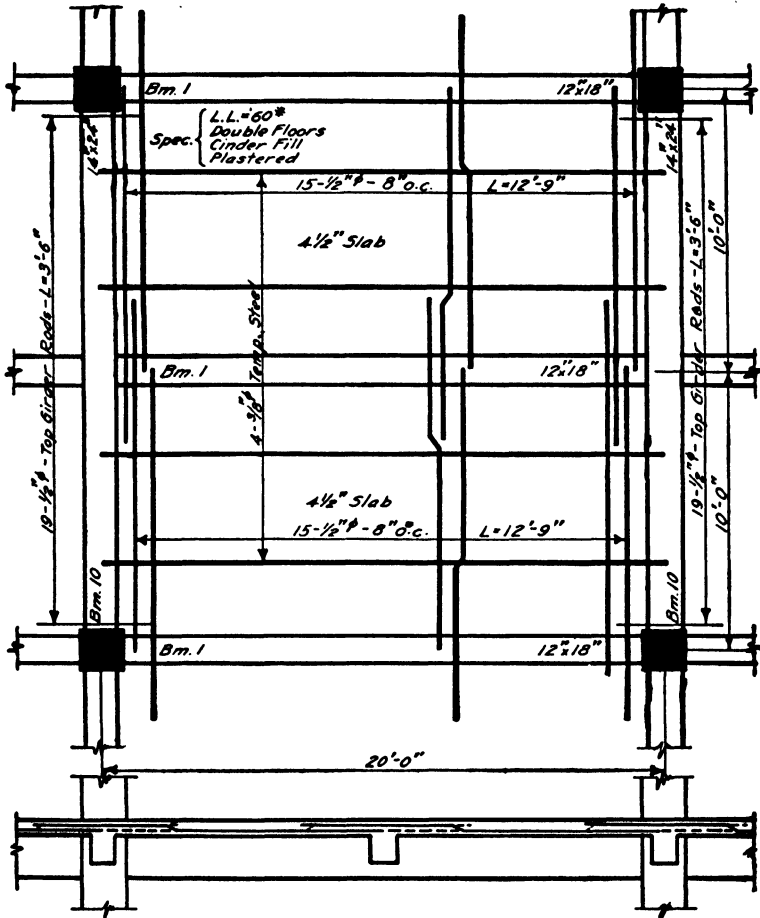 Bm. 1
12"x18"
Spec. { L.L.=60#
Double Floors
Cinder Fill
Plastered
14"x24"
14"x24"
15-1/2"ϕ - 8" o.c. L=12'-9"
4 1/2" Slab
19-1/2"ϕ - Top Girder Rods - L=3'-6"
4-3/8"ϕ Temp. Steel
19-1/2"ϕ - Top Girder Rods - L=3'-6"
10'-0"
Bm. 1
12"x18"
4 1/2" Slab
15-1/2"ϕ - 8" o.c. L=12'-9"
10'-0"
Bm. 10
Bm. 10
Bm. 1
12"x18"
20'-0"